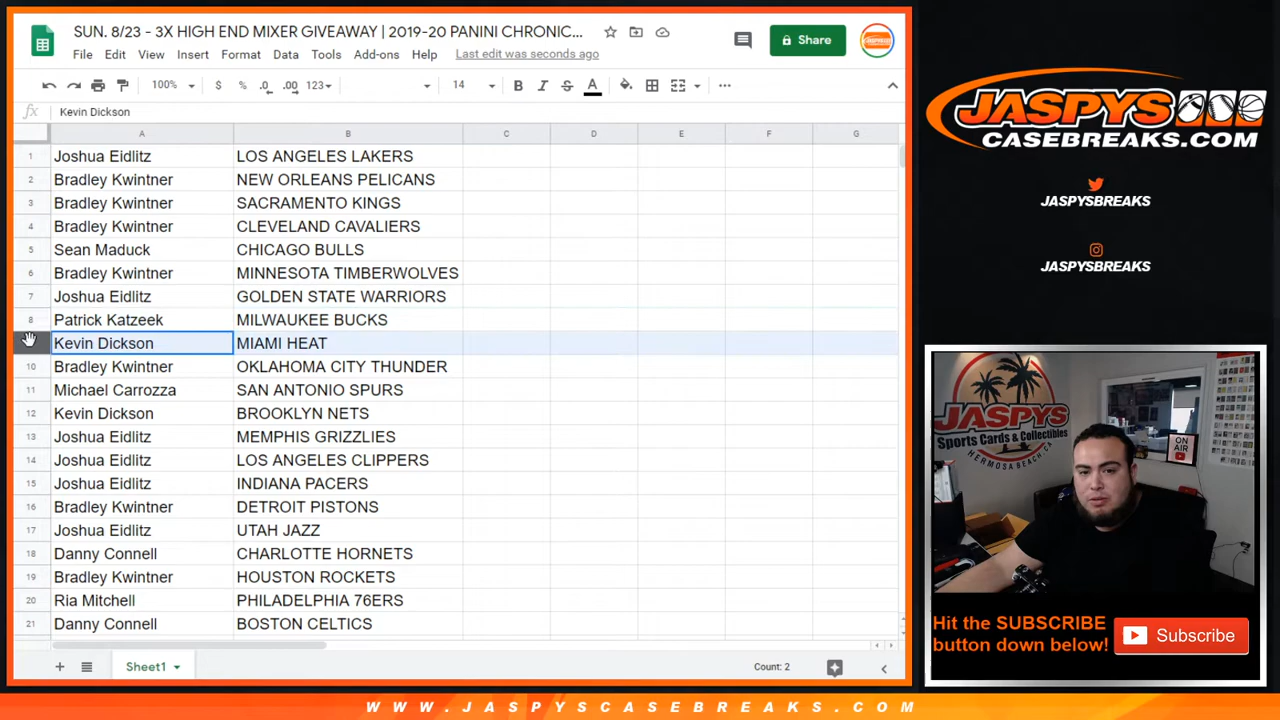 SUN. 8/23 - 3X HIGH END MIXER GIVEAWAY | 2019-20 PANINI CHRONIC...
Share
File Edit View Insert Format Data Tools Add-ons Help Last edit was seconds ago
100% $ % .0 .00 123 14 B I S A
fx Kevin Dickson
A B C D E F G
1 Joshua Eidlitz LOS ANGELES LAKERS
2 Bradley Kwintner NEW ORLEANS PELICANS
3 Bradley Kwintner SACRAMENTO KINGS
4 Bradley Kwintner CLEVELAND CAVALIERS
5 Sean Maduck CHICAGO BULLS
6 Bradley Kwintner MINNESOTA TIMBERWOLVES
7 Joshua Eidlitz GOLDEN STATE WARRIORS
8 Patrick Katzeek MILWAUKEE BUCKS
Kevin Dickson MIAMI HEAT
10 Bradley Kwintner OKLAHOMA CITY THUNDER
11 Michael Carrozza SAN ANTONIO SPURS
12 Kevin Dickson BROOKLYN NETS
13 Joshua Eidlitz MEMPHIS GRIZZLIES
14 Joshua Eidlitz LOS ANGELES CLIPPERS
15 Joshua Eidlitz INDIANA PACERS
16 Bradley Kwintner DETROIT PISTONS
17 Joshua Eidlitz UTAH JAZZ
18 Danny Connell CHARLOTTE HORNETS
19 Bradley Kwintner HOUSTON ROCKETS
20 Ria Mitchell PHILADELPHIA 76ERS
21 Danny Connell BOSTON CELTICS
Sheet1
Count: 2
JASPYS
CASEBREAKS.COM
JASPYSBREAKS
JASPYSBREAKS
JASPYS
Sports Cards & Collectibles
HERMOSA BEACH CA
ON AIR
Hit the SUBSCRIBE
button down below!
Subscribe
WWW.JASPYSCASEBREAKS.COM